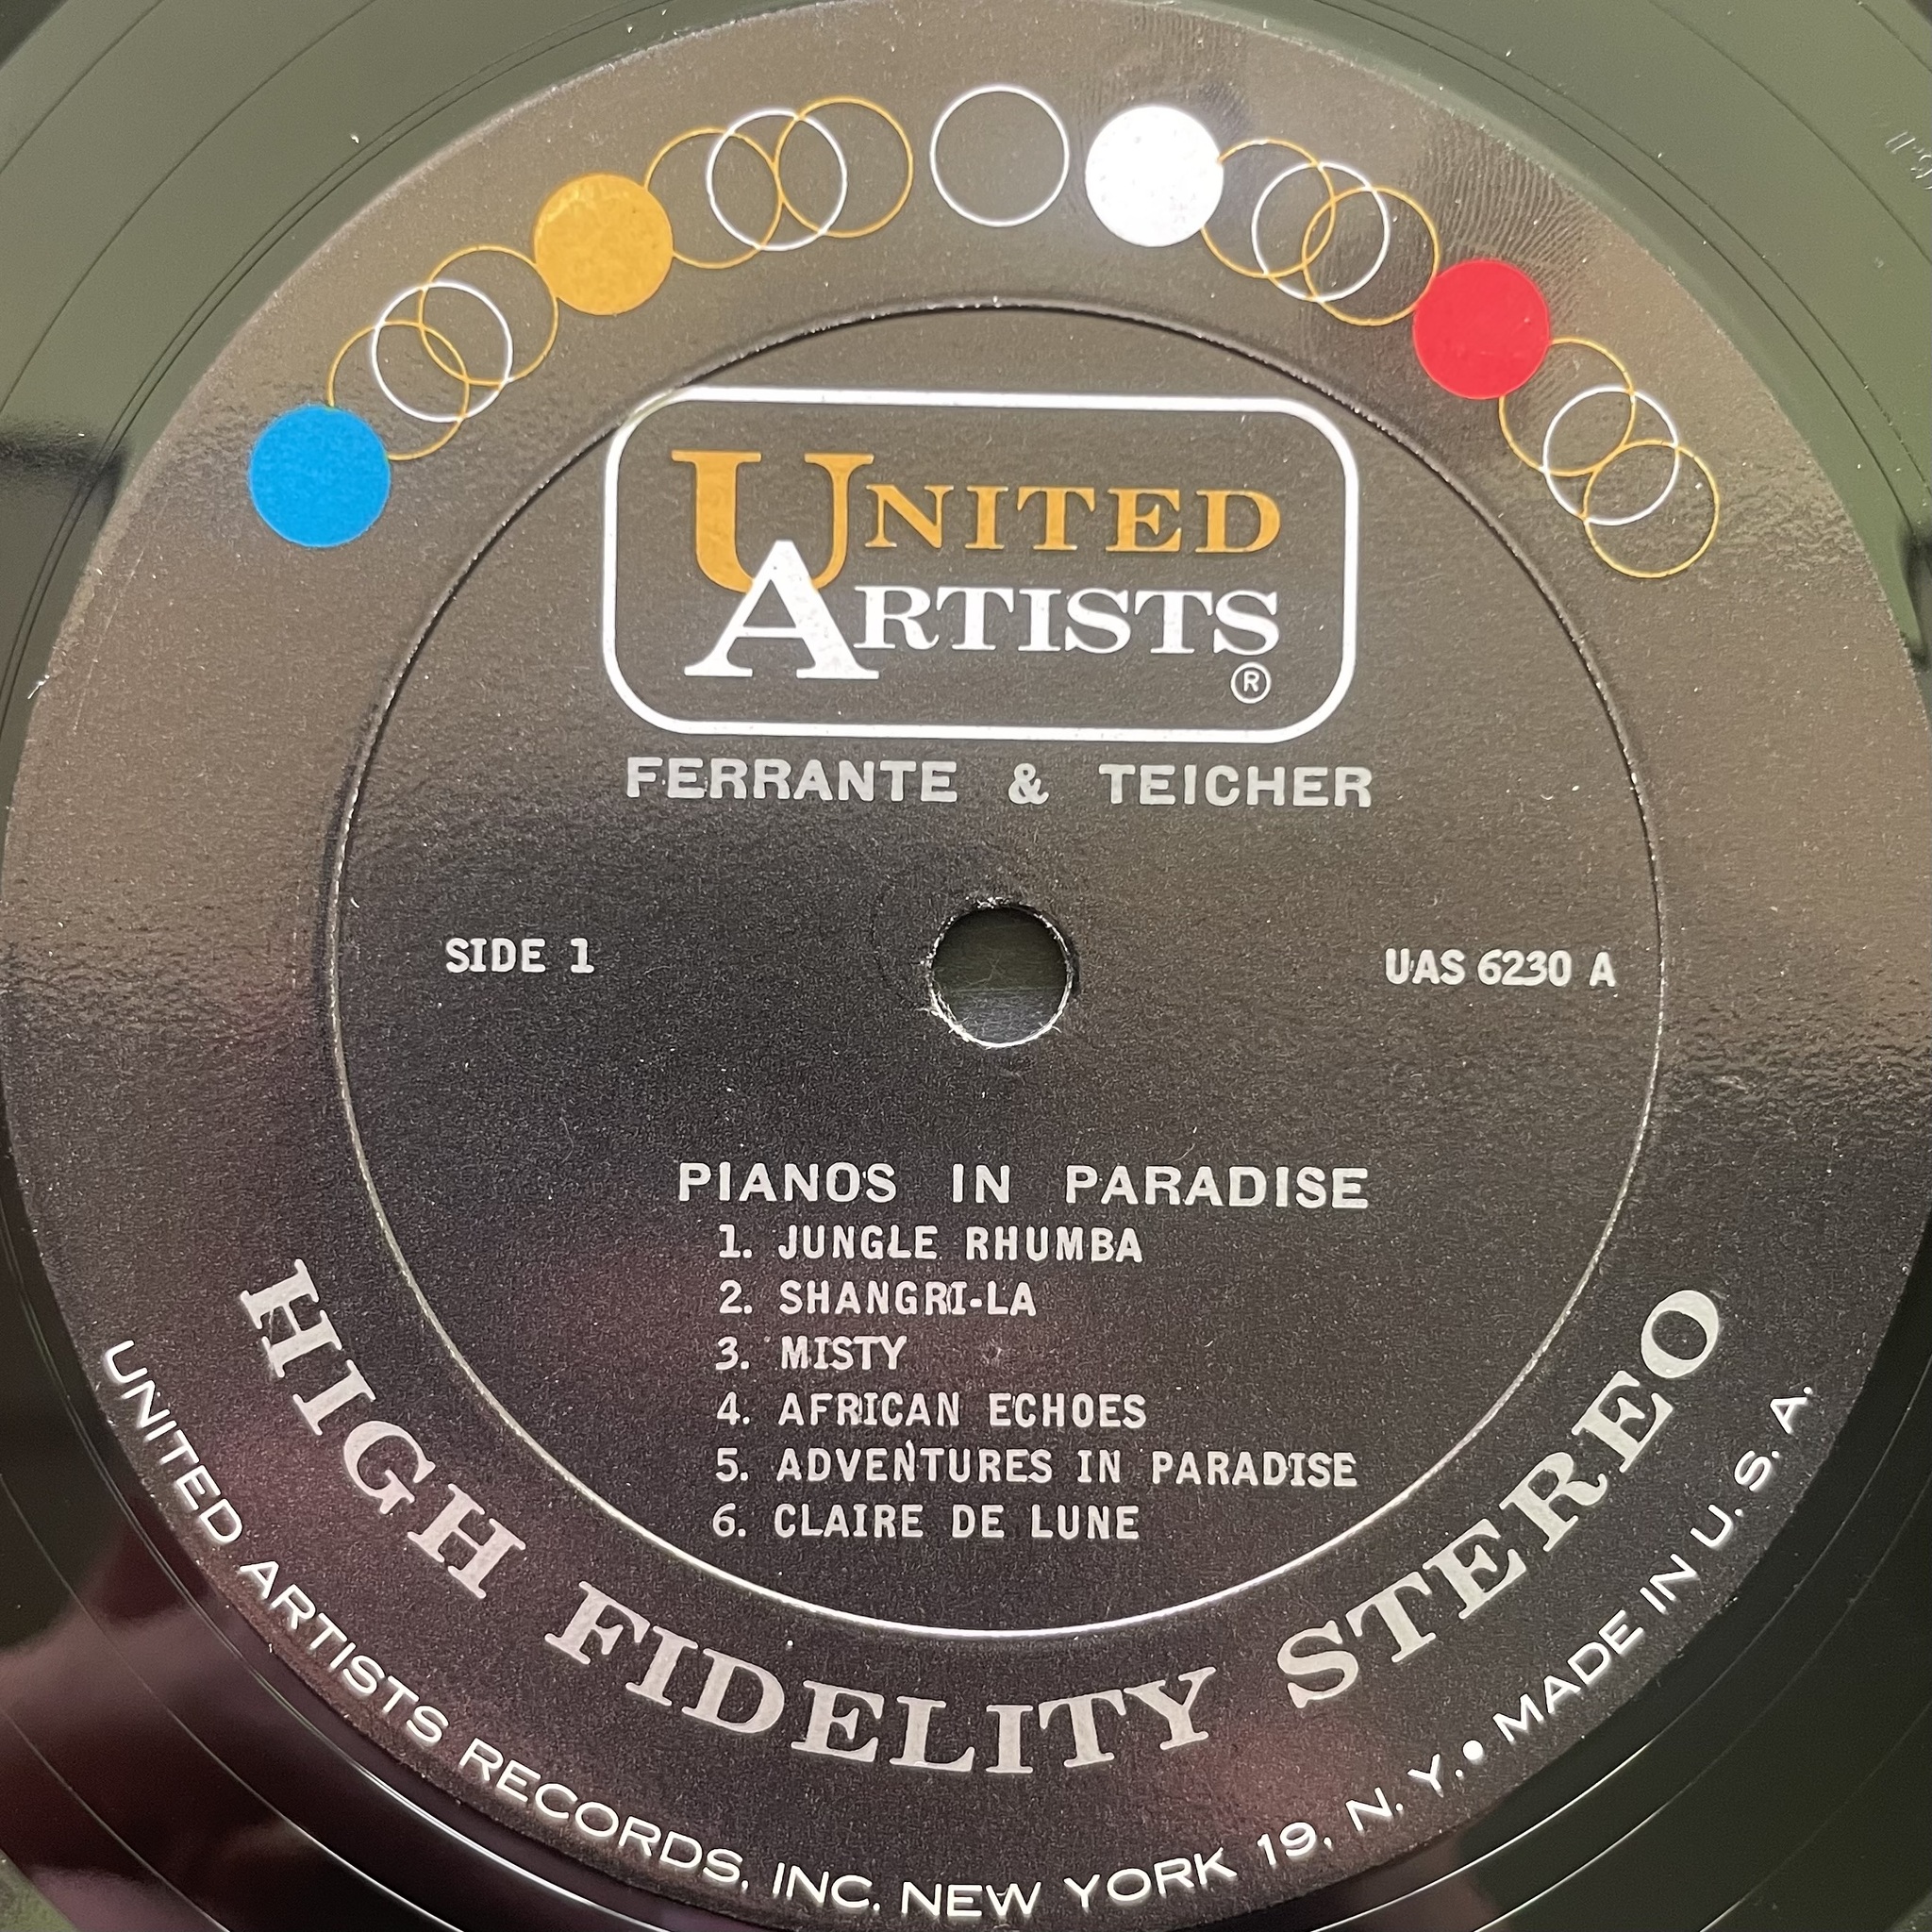 UNITED
ARTISTS
®
FERRANTE & TEICHER
SIDE 1
UAS 6230 A
PIANOS IN PARADISE
1. JUNGLE RHUMBA
2. SHANGRI-LA
3. MISTY
4. AFRICAN ECHOES
5. ADVENTURES IN PARADISE
6. CLAIRE DE LUNE
HIGH FIDELITY STEREO
UNITED ARTISTS RECORDS, INC. NEW YORK 19, N. Y. • MADE IN U. S. A.